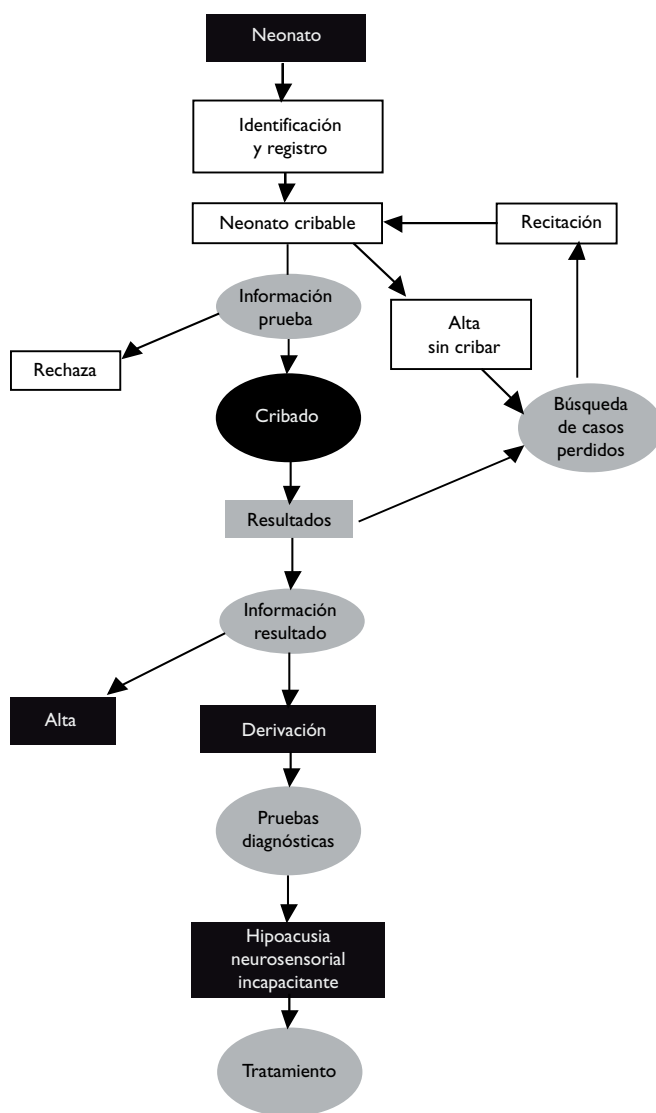 Neonato
Identificación
y registro
Neonato cribable
Recitación
Información
prueba
Alta
sin cribar
Rechaza
Cribado
Búsqueda
de casos
perdidos
Resultados
Información
resultado
Alta
Derivación
Pruebas
diagnósticas
Hipoacusia
neurosensorial
incapacitante
Tratamiento